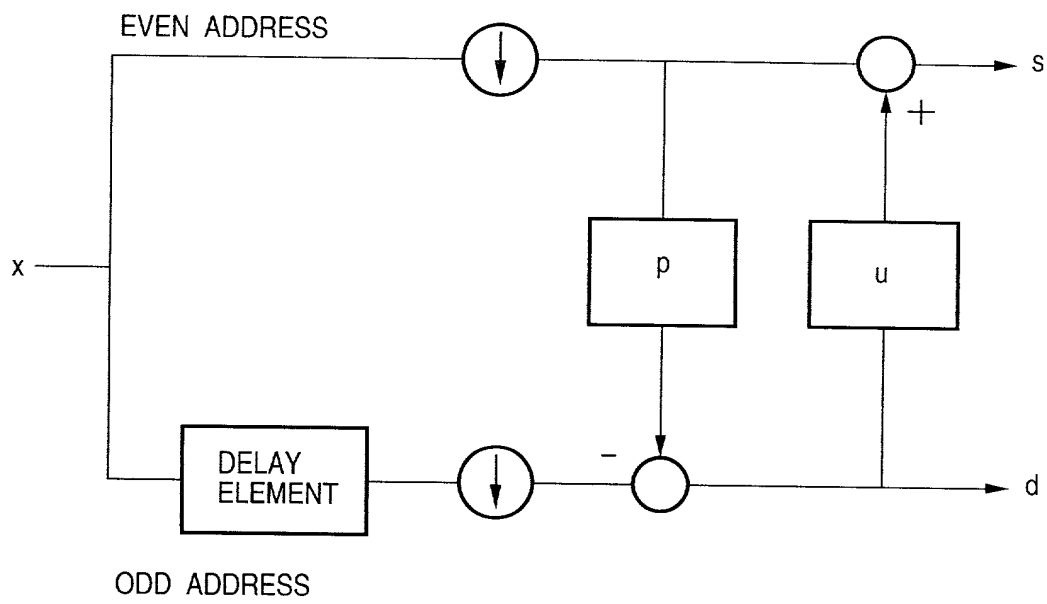 EVEN ADDRESS
s
+
x
p
u
−
DELAY
ELEMENT
d
ODD ADDRESS